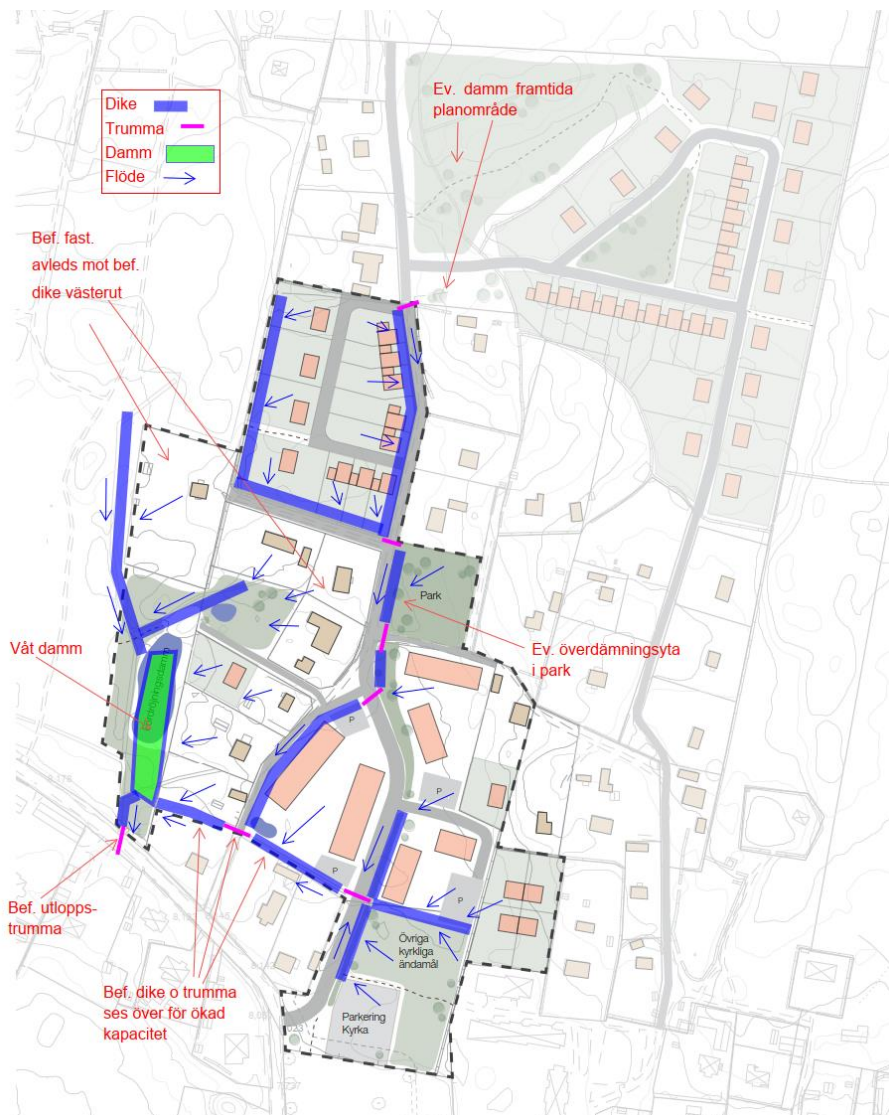 Ev. damm framtida
planområde
Dike
Trumma
Damm
Flöde
Bef. fast.
avleds mot bef.
dike västerut
Park
Våt damm
Ev. överdämningsyta
i park
P
P
P
P
Bef. utlopps-
trumma
Övriga
kyrkliga
ändamål
Bef. dike o trumma
ses över för ökad
kapacitet
Parkering
Kyrka